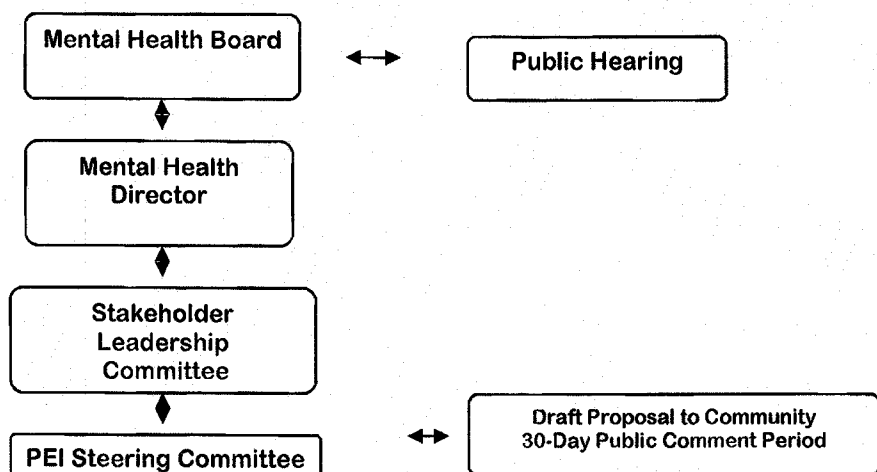 Mental Health Board
Public Hearing
Mental Health
Director
Stakeholder
Leadership
Committee
Draft Proposal to Community
30-Day Public Comment Period
PEI Steering Committee